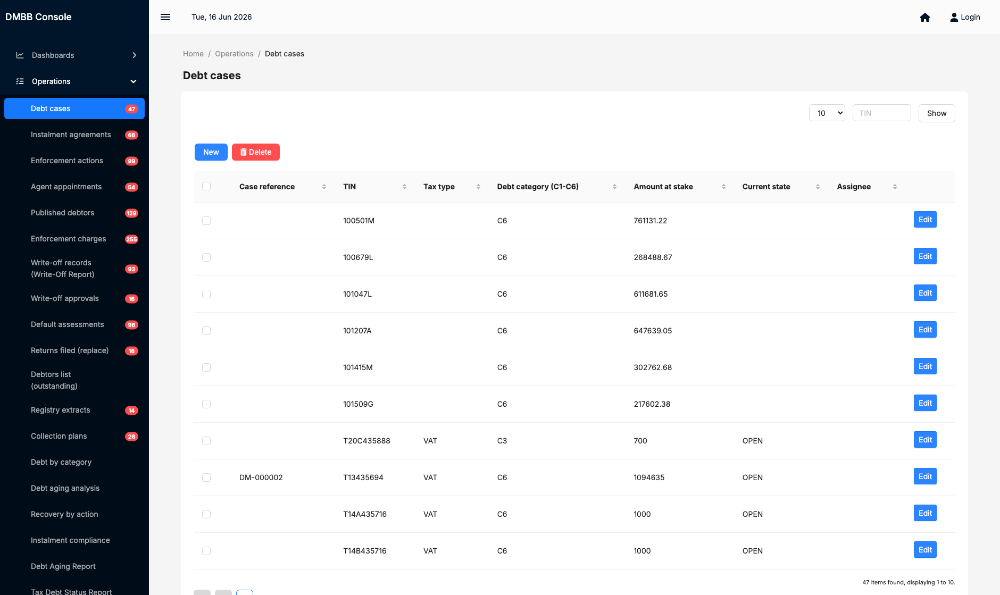 DMBB Console
Tue, 16 Jun 2026
Login
Dashboards
Operations
Debt cases 47
Instalment agreements 66
Enforcement actions 99
Agent appointments 54
Published debtors 129
Enforcement charges 255
Write-off records
(Write-Off Report) 93
Write-off approvals 16
Default assessments 96
Returns filed (replace) 16
Debtors list
(outstanding)
Registry extracts 14
Collection plans 26
Debt by category
Debt aging analysis
Recovery by action
Instalment compliance
Debt Aging Report
Tax Debt Status Report
Home / Operations / Debt cases
Debt cases
10 TIN Show
New Delete
Case reference TIN Tax type Debt category (C1-C6) Amount at stake Current state Assignee
100501M C6 761131.22 Edit
100679L C6 268488.67 Edit
101047L C6 611681.65 Edit
101207A C6 647639.05 Edit
101415M C6 302762.68 Edit
101509G C6 217602.38 Edit
T20C435888 VAT C3 700 OPEN Edit
DM-000002 T13435694 VAT C6 1094635 OPEN Edit
T14A435716 VAT C6 1000 OPEN Edit
T14B435716 VAT C6 1000 OPEN Edit
47 items found, displaying 1 to 10.